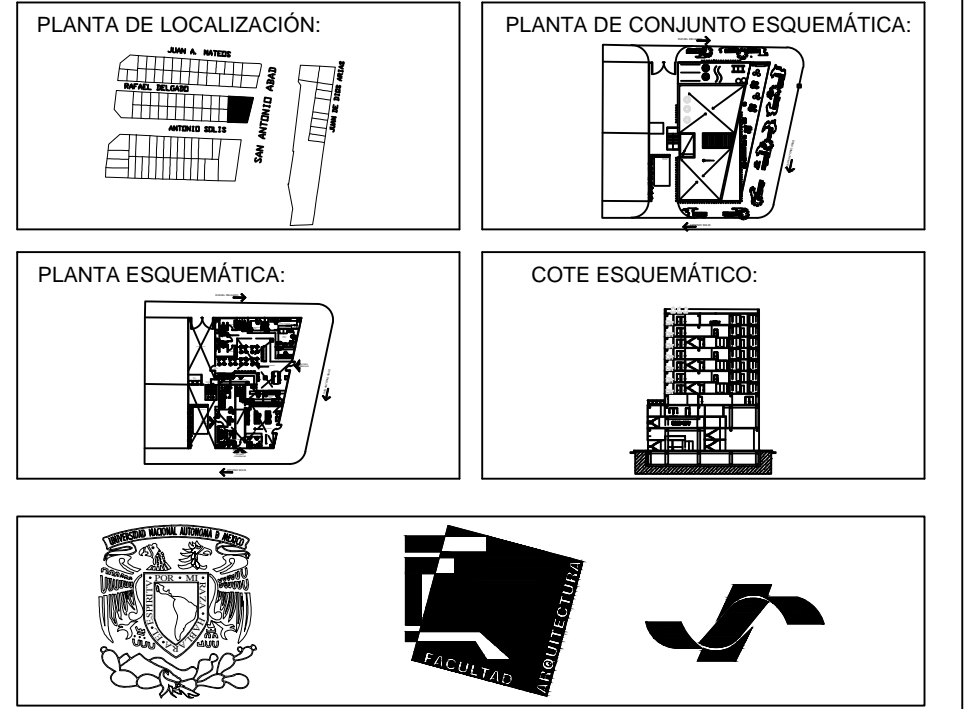 PLANTA DE LOCALIZACIÓN:
JUAN A. MATEOS
RAFAEL DELGADO
ANTONIO SOLIS
SAN ANTONIO ABAD
JUAN DE DIOS ARIAS
PLANTA DE CONJUNTO ESQUEMÁTICA:
PLANTA ESQUEMÁTICA:
COTE ESQUEMÁTICO:
UNIVERSIDAD NACIONAL AUTONOMA D MEXICO
POR MI RAZA HABLARA EL ESPIRITU
FACULTAD
ARQUITECTURA